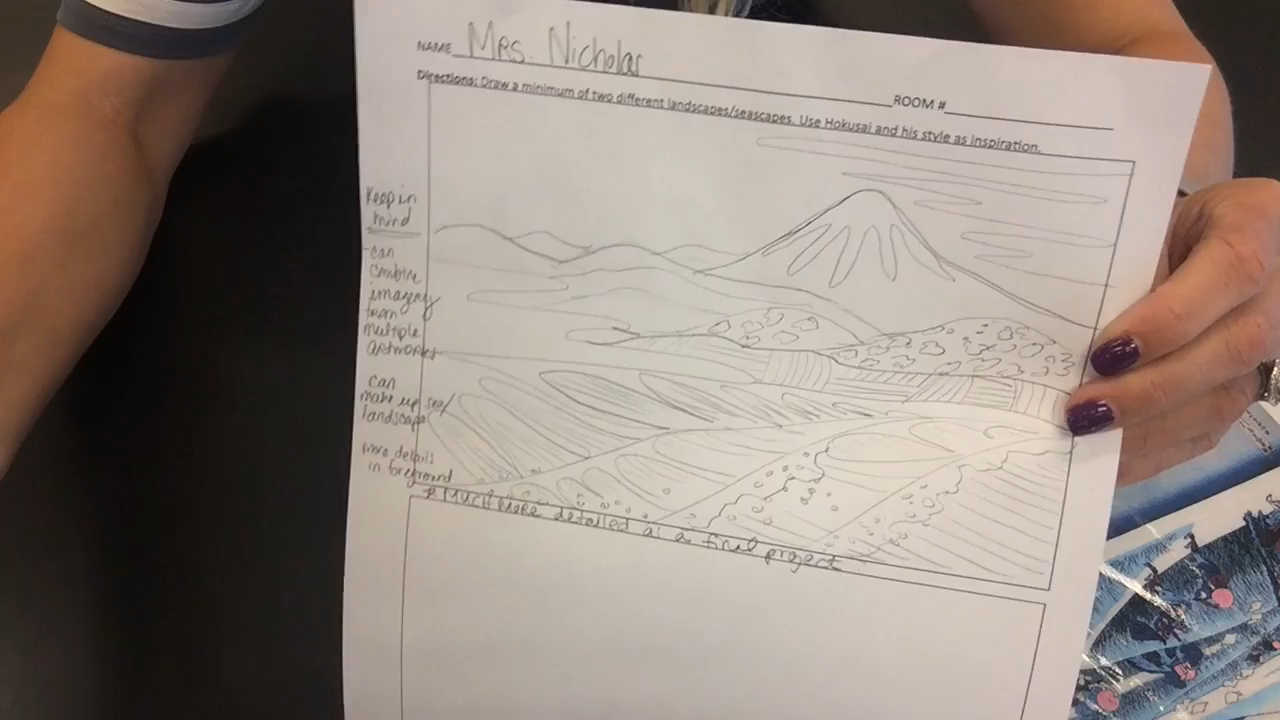 NAME Mrs. Nicholas
ROOM #
Directions: Draw a minimum of two different landscapes/seascapes. Use Hokusai and his style as inspiration.
Keep in
mind
- can
combine
imagery
from
multiple
artworks
can
make up sea/
landscape
more details
in foreground
* Much more detailed as a final project